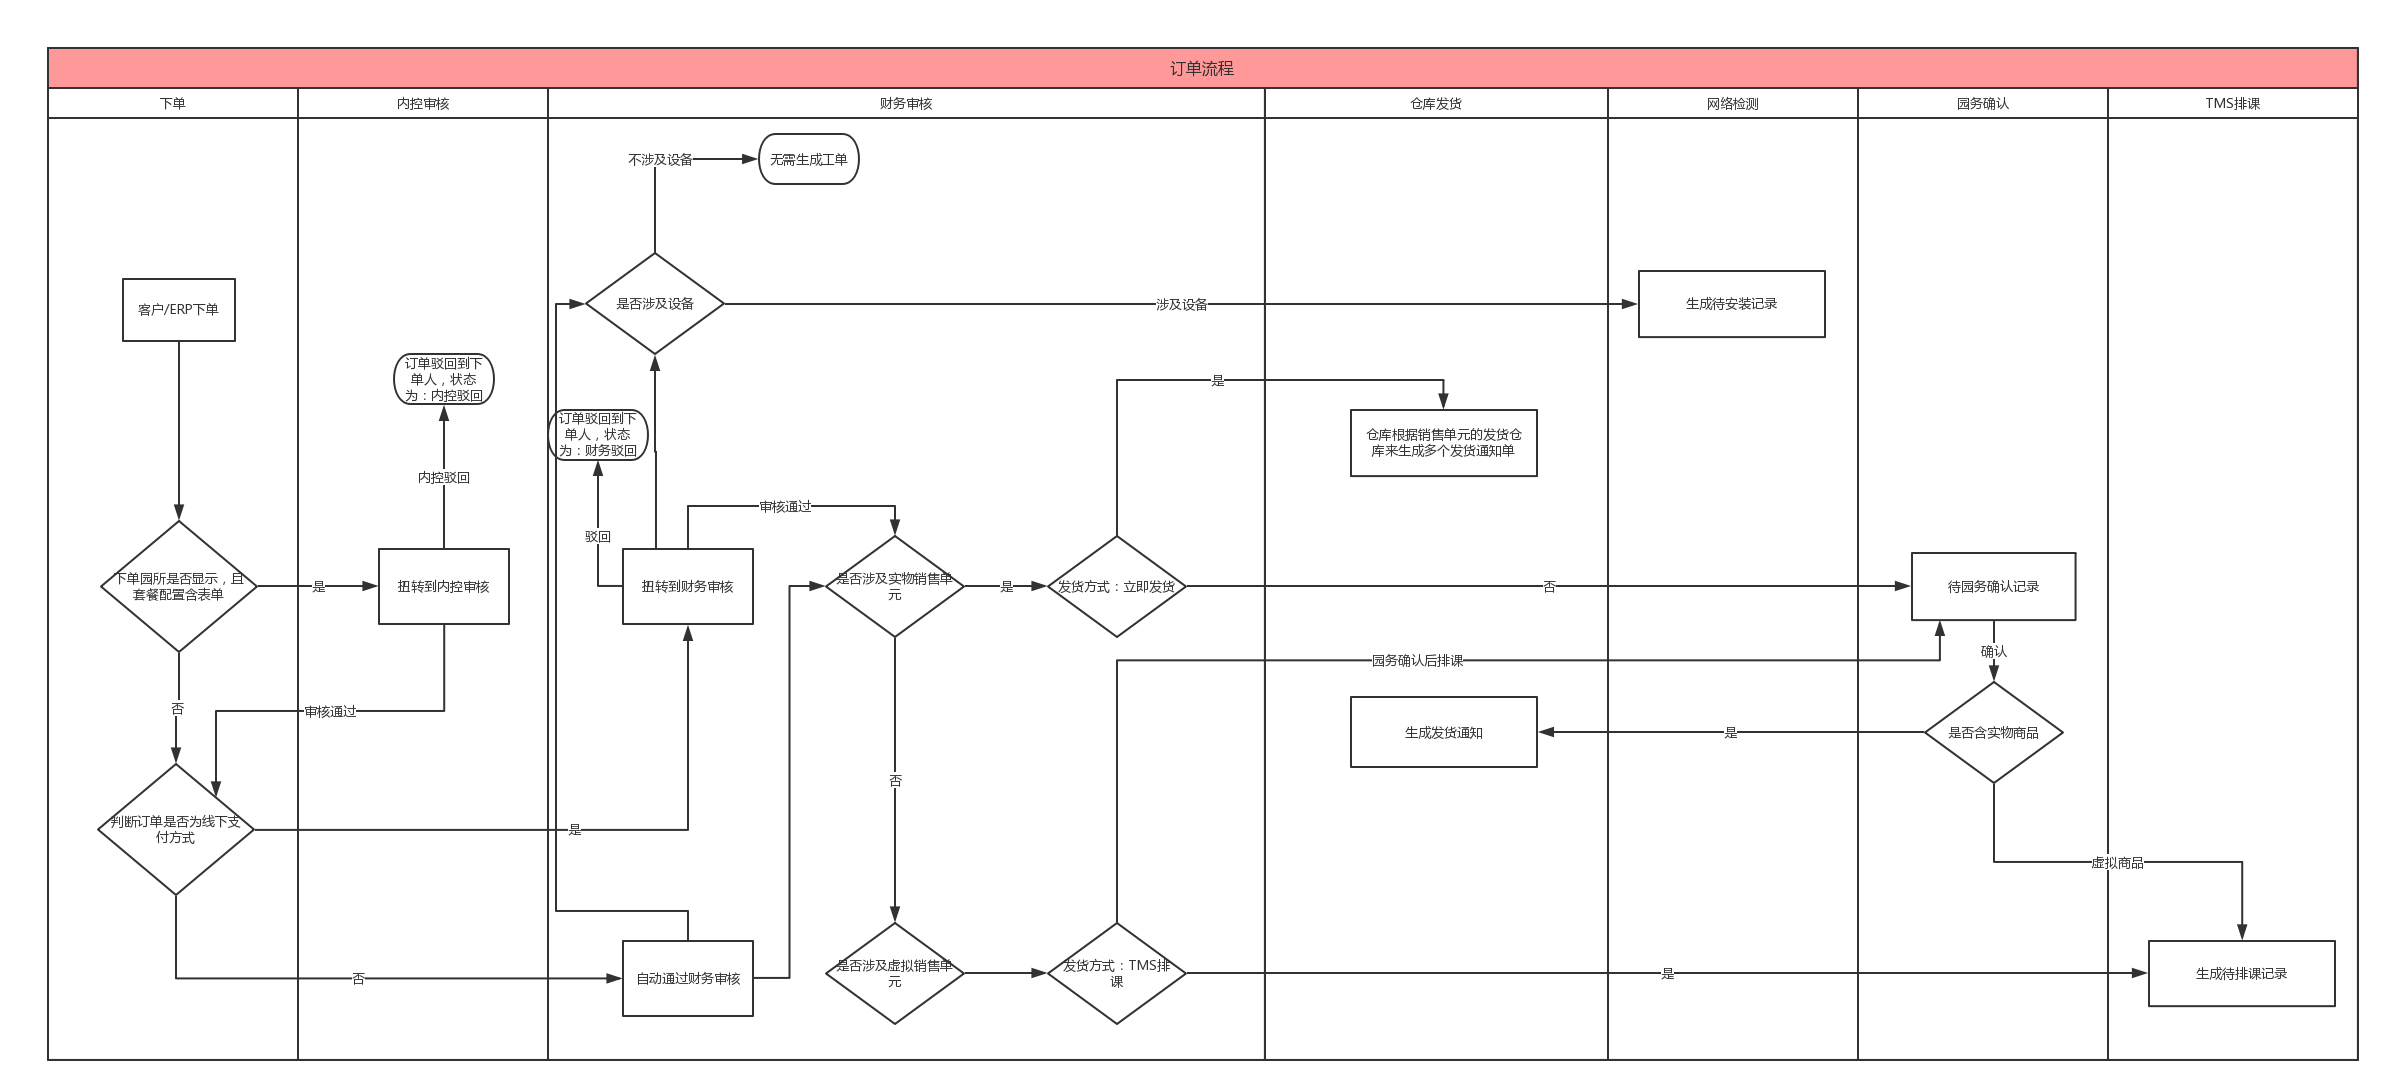 订单流程
下单
内控审核
财务审核
仓库发货
网络检测
园务确认
TMS排课
不涉及设备
无需生成工单
客户/ERP下单
是否涉及设备
涉及设备
生成待安装记录
订单驳回到下
单人，状态
为：内控驳回
是
订单驳回到下
单人，状态
为：财务驳回
仓库根据销售单元的发货仓
库来生成多个发货通知单
内控驳回
审核通过
驳回
下单园所是否显示，且
套餐配置含表单
是
扭转到内控审核
扭转到财务审核
是否涉及实物销售单
元
是
发货方式：立即发货
否
待园务确认记录
确认
园务确认后排课
否
审核通过
生成发货通知
是
是否含实物商品
否
判断订单是否为线下支
付方式
是
虚拟商品
否
自动通过财务审核
是否涉及虚拟销售单
元
发货方式：TMS排
课
是
生成待排课记录